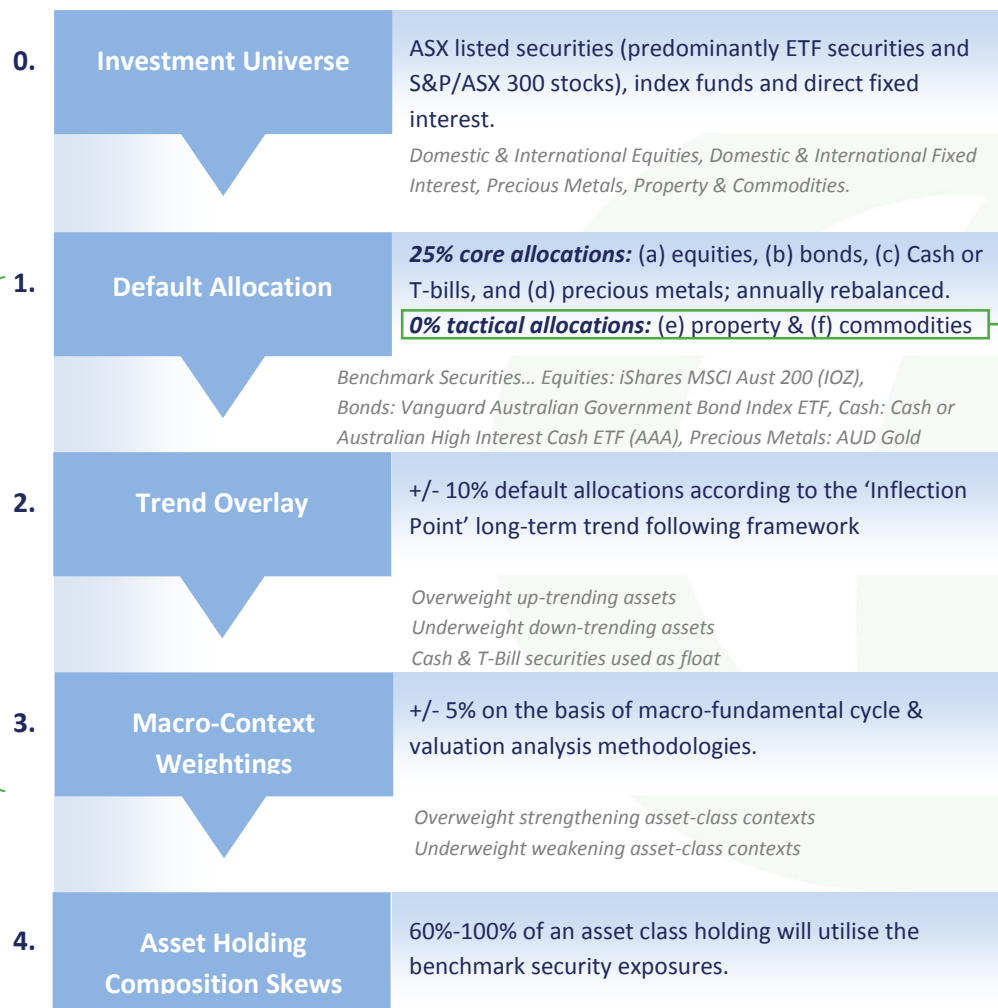 0.
Investment Universe
ASX listed securities (predominantly ETF securities and
S&P/ASX 300 stocks), index funds and direct fixed
interest.
Domestic & International Equities, Domestic & International Fixed
Interest, Precious Metals, Property & Commodities.
1.
Default Allocation
25% core allocations: (a) equities, (b) bonds, (c) Cash or
T-bills, and (d) precious metals; annually rebalanced.
0% tactical allocations: (e) property & (f) commodities
Benchmark Securities... Equities: iShares MSCI Aust 200 (IOZ),
Bonds: Vanguard Australian Government Bond Index ETF, Cash: Cash or
Australian High Interest Cash ETF (AAA), Precious Metals: AUD Gold
2.
Trend Overlay
+/- 10% default allocations according to the ‘Inflection
Point’ long-term trend following framework
Overweight up-trending assets
Underweight down-trending assets
Cash & T-Bill securities used as float
3.
Macro-Context
Weightings
+/- 5% on the basis of macro-fundamental cycle &
valuation analysis methodologies.
Overweight strengthening asset-class contexts
Underweight weakening asset-class contexts
4.
Asset Holding
Composition Skews
60%-100% of an asset class holding will utilise the
benchmark security exposures.